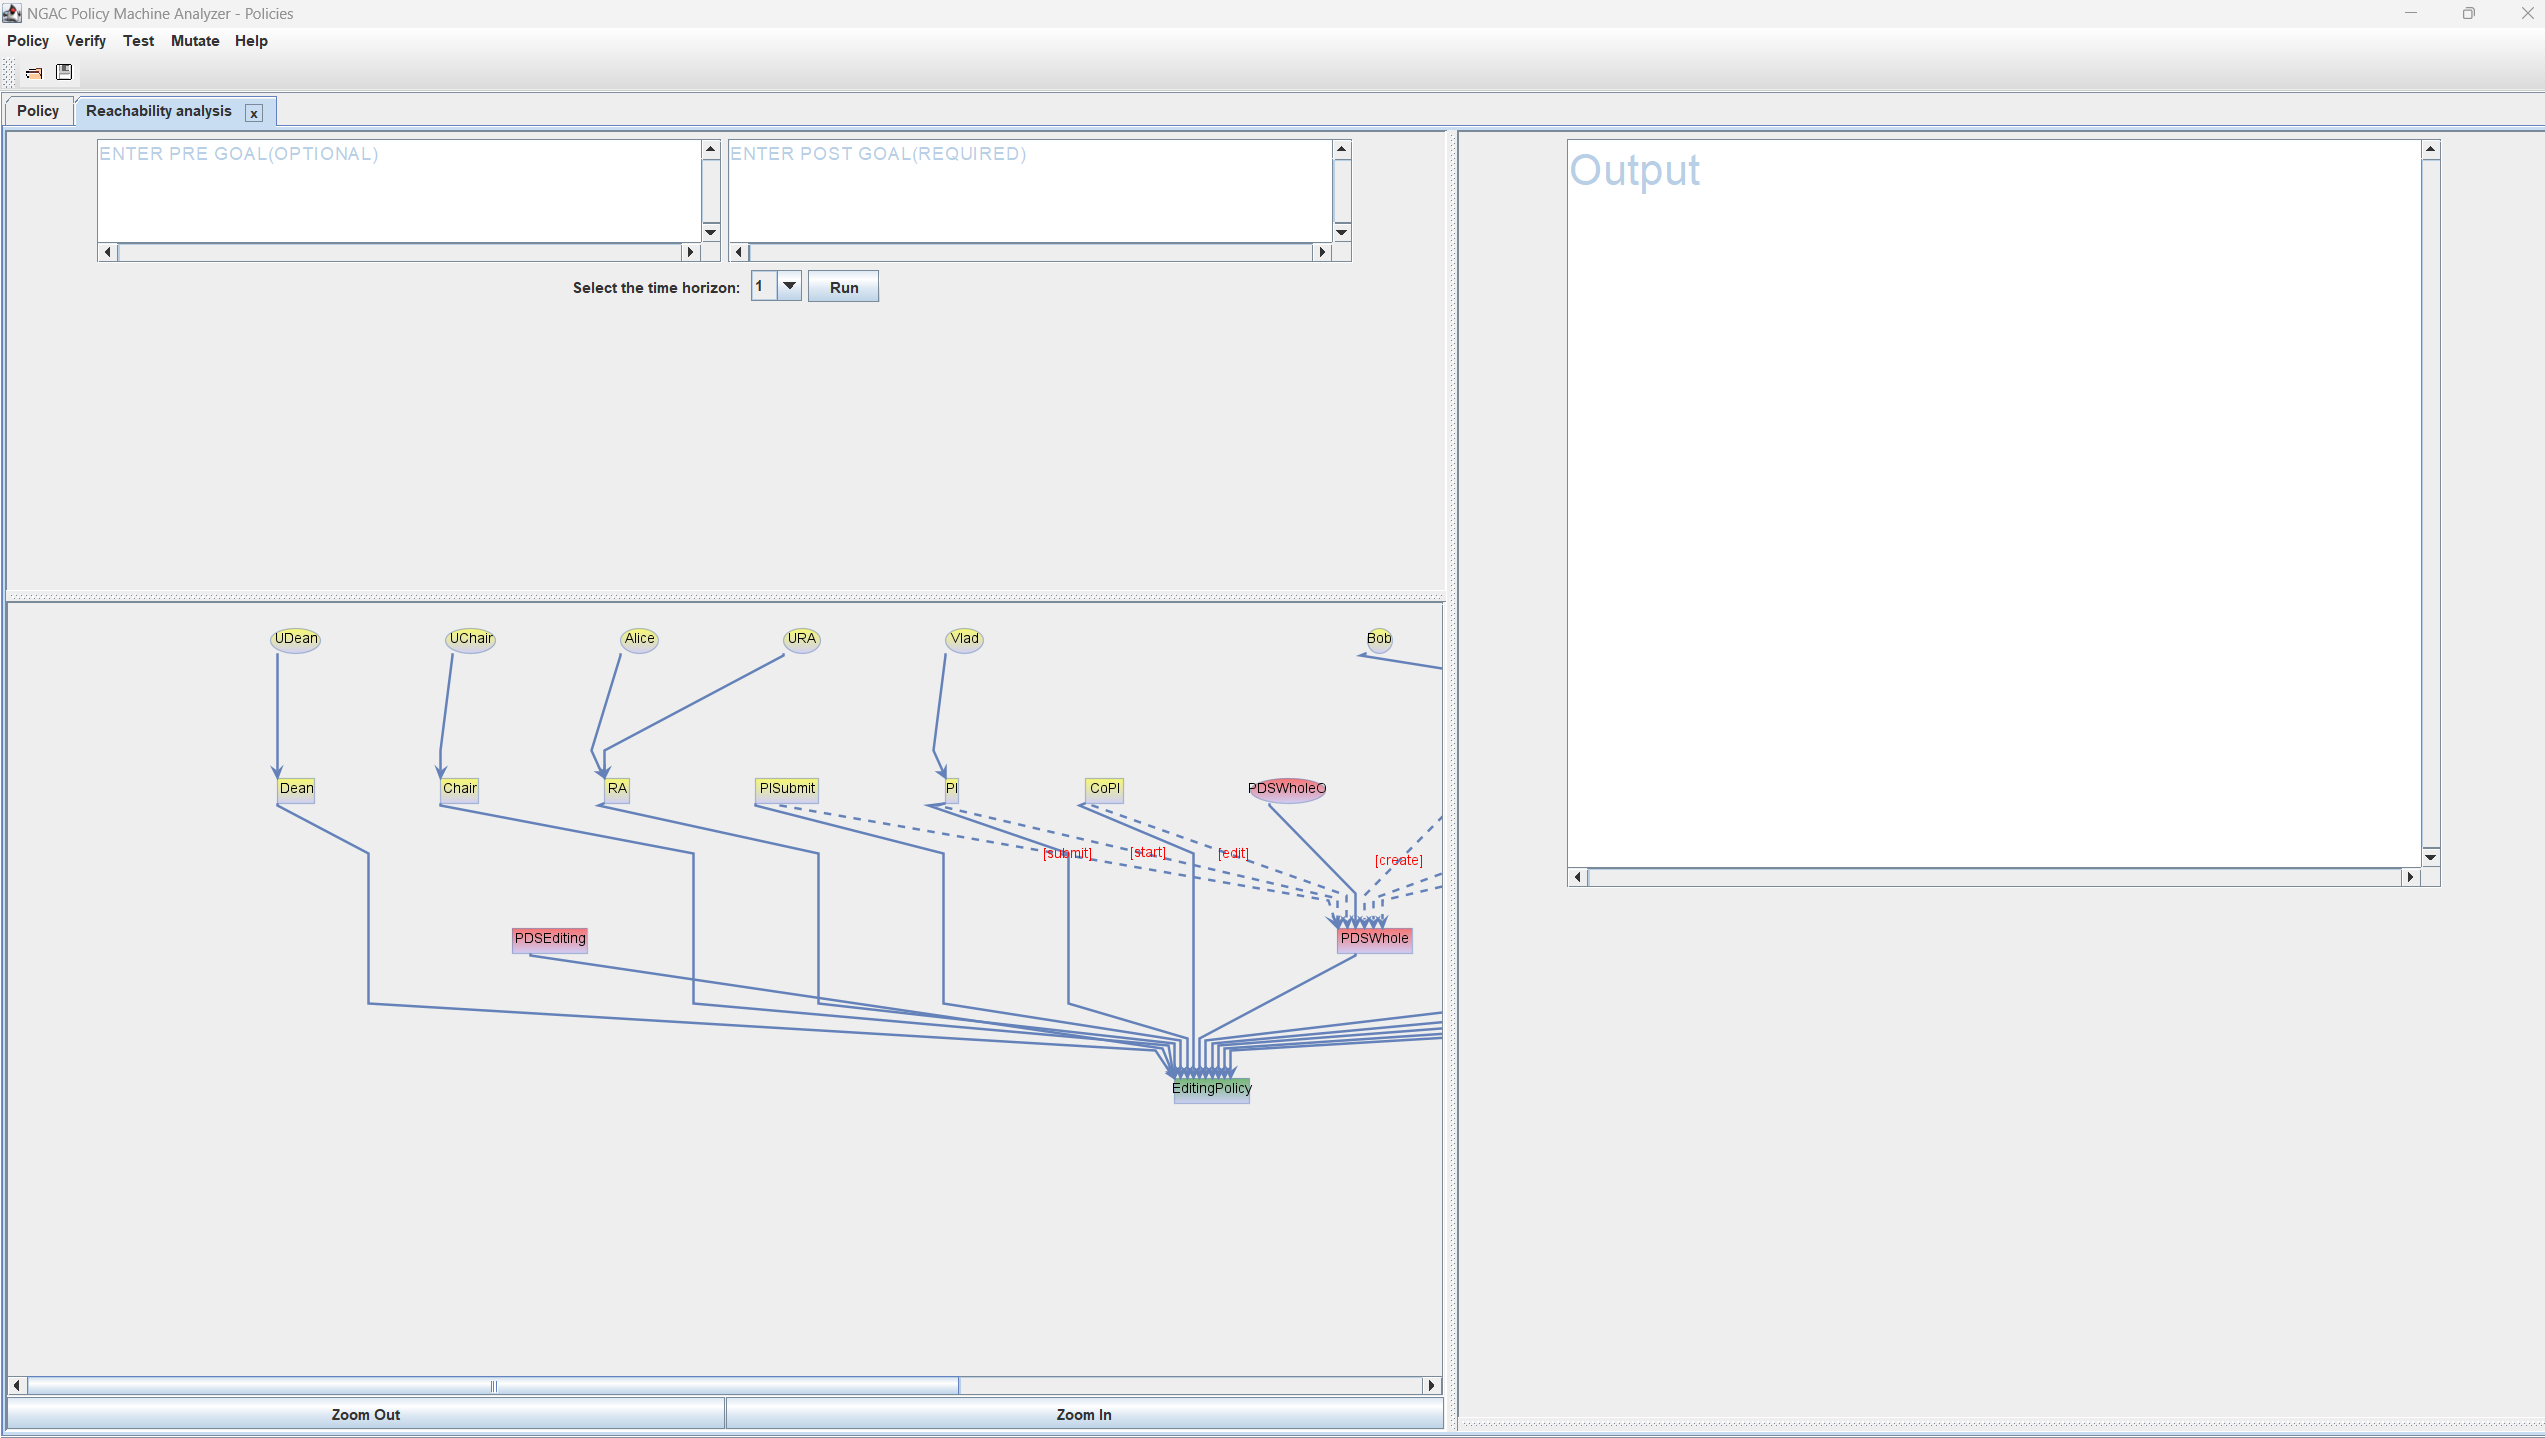 NGAC Policy Machine Analyzer - Policies
Policy Verify Test Mutate Help
Policy Reachability analysis x
ENTER PRE GOAL(OPTIONAL) ENTER POST GOAL(REQUIRED)
Output
Select the time horizon: 1 Run
UDean UChair Alice URA Vlad Bob
Dean Chair RA PISubmit PI CoPI PDSWholeO
[submit] [start] [edit] [create]
PDSEditing PDSWhole
EditingPolicy
Zoom Out Zoom In